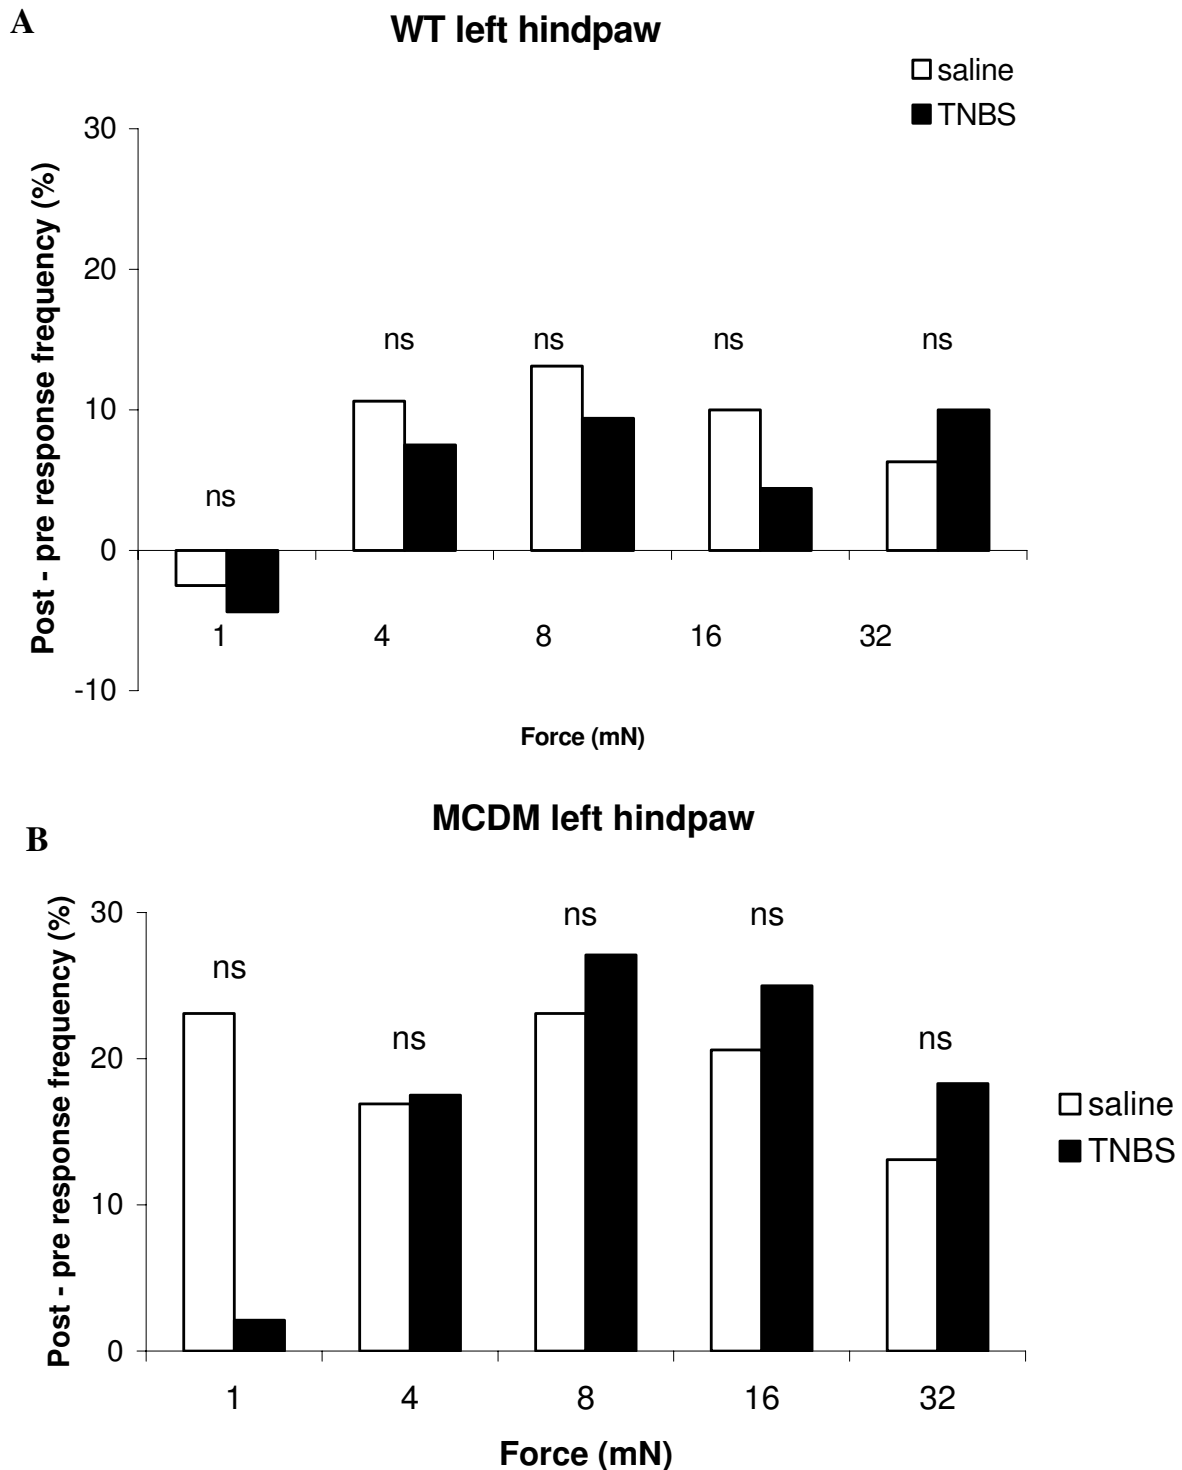 A
WT left hindpaw
saline
TNBS
Post - pre response frequency (%)
30
20
10
0
-10
ns
ns
ns
ns
ns
1 4 8 16 32
Force (mN)
MCDM left hindpaw
B
Post - pre response frequency (%)
30
20
10
0
ns
ns
ns
ns
ns
saline
TNBS
1 4 8 16 32
Force (mN)